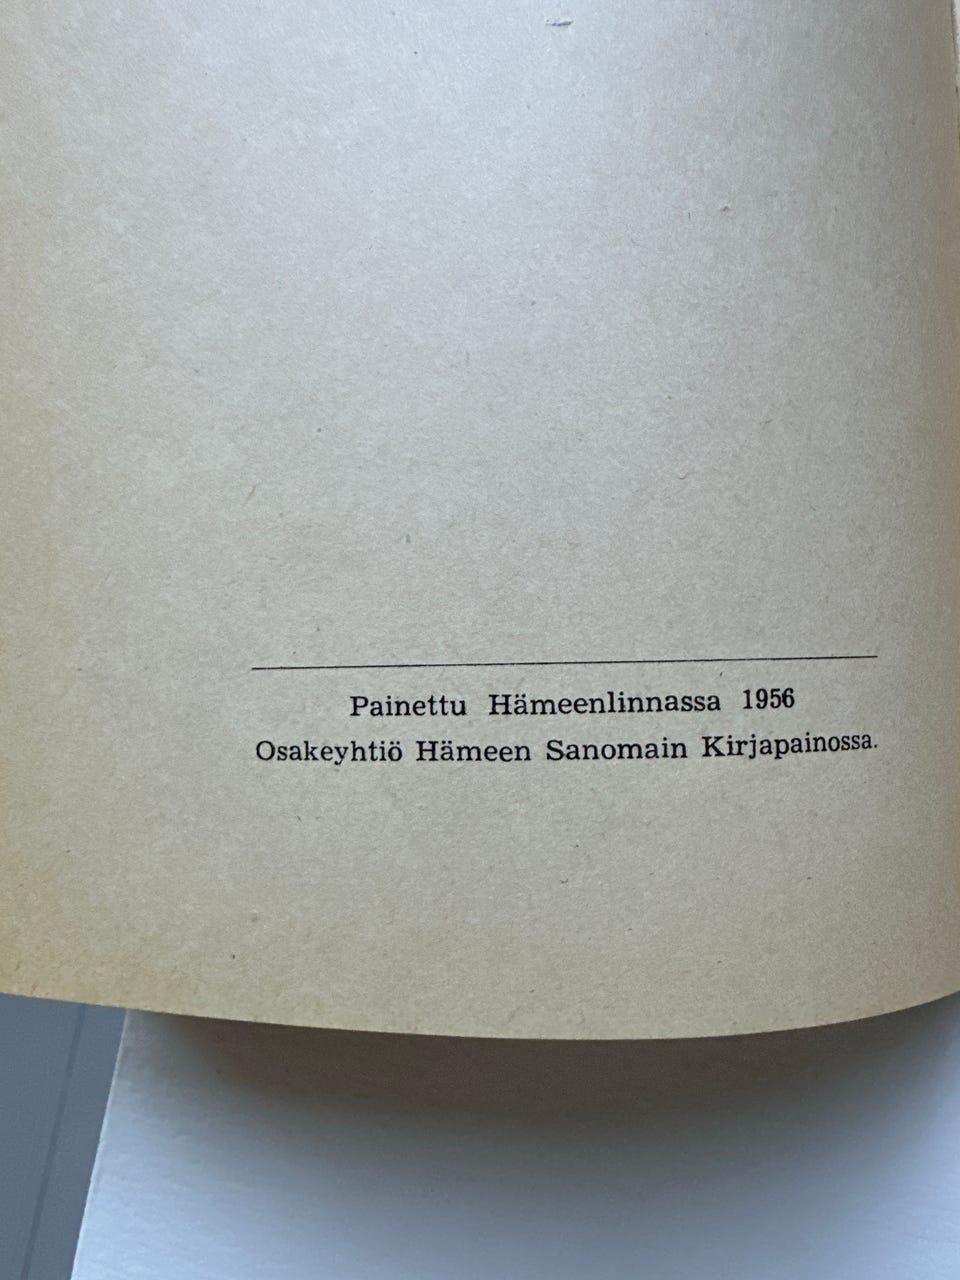 Painettu Hämeenlinnassa 1956
Osakeyhtiö Hämeen Sanomain Kirjapainossa.